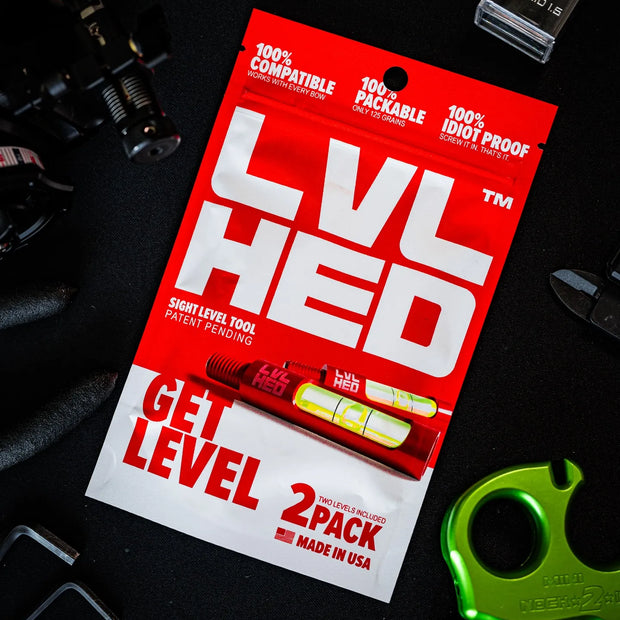 100%
COMPATIBLE
WORKS WITH EVERY BOW
100%
PACKABLE
ONLY 125 GRAINS
100%
IDIOT PROOF
SCREW IT IN. THAT'S IT.
LVL
HED
TM
SIGHT LEVEL TOOL
PATENT PENDING
LVL
HED
LVL
HED
GET
LEVEL
TWO LEVELS INCLUDED
2PACK
MADE IN USA